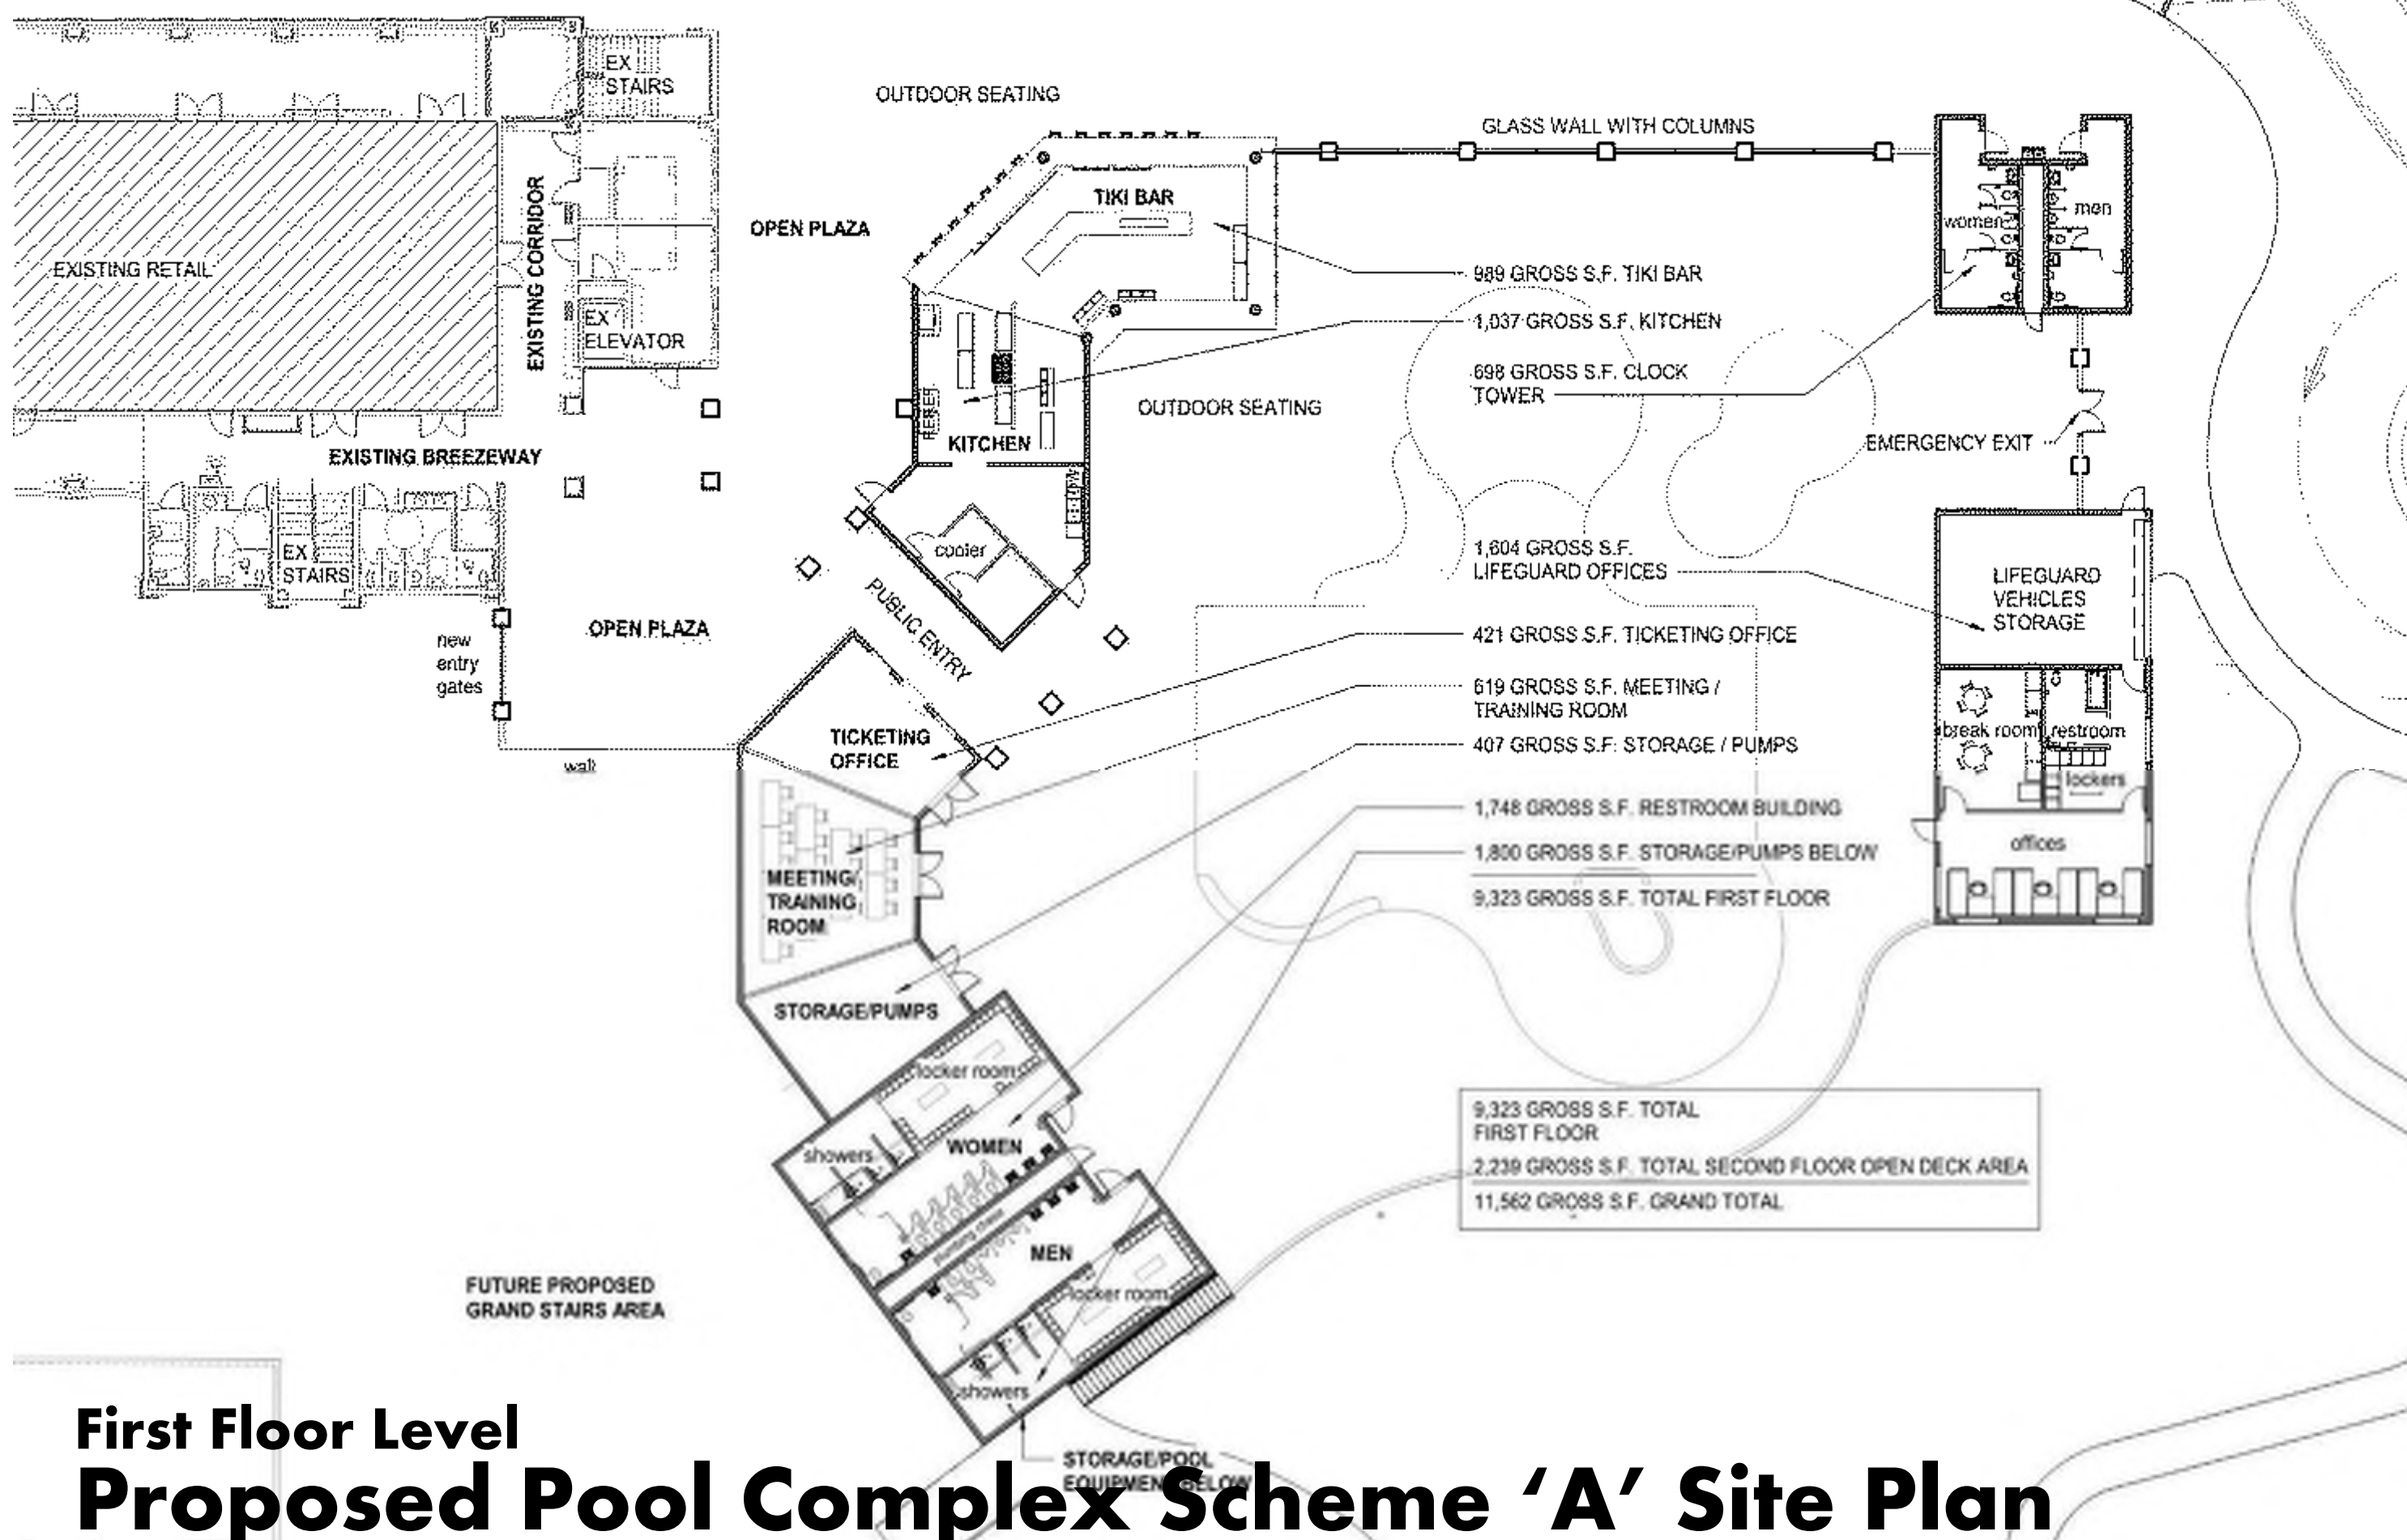 EX
STAIRS
OUTDOOR SEATING
GLASS WALL WITH COLUMNS
TIKI BAR
OPEN PLAZA
women
men
EXISTING RETAIL
EXISTING CORRIDOR
989 GROSS S.F. TIKI BAR
EX
ELEVATOR
1,037 GROSS S.F. KITCHEN
698 GROSS S.F. CLOCK
TOWER
REFER
OUTDOOR SEATING
KITCHEN
EMERGENCY EXIT
EXISTING BREEZEWAY
EX
STAIRS
cooler
1,604 GROSS S.F.
LIFEGUARD OFFICES
LIFEGUARD
VEHICLES
STORAGE
PUBLIC ENTRY
OPEN PLAZA
new
entry
gates
421 GROSS S.F. TICKETING OFFICE
619 GROSS S.F. MEETING /
TRAINING ROOM
TICKETING
OFFICE
407 GROSS S.F. STORAGE / PUMPS
break room
restroom
wall
lockers
1,748 GROSS S.F. RESTROOM BUILDING
offices
1,800 GROSS S.F. STORAGE/PUMPS BELOW
MEETING/
TRAINING
ROOM
9,323 GROSS S.F. TOTAL FIRST FLOOR
STORAGE/PUMPS
locker room
WOMEN
showers
plumbing chase
MEN
locker room
showers
9,323 GROSS S.F. TOTAL
FIRST FLOOR
2,239 GROSS S.F. TOTAL SECOND FLOOR OPEN DECK AREA
11,562 GROSS S.F. GRAND TOTAL
FUTURE PROPOSED
GRAND STAIRS AREA
STORAGE/POOL
EQUIPMENT BELOW
First Floor Level
Proposed Pool Complex Scheme ‘A’ Site Plan